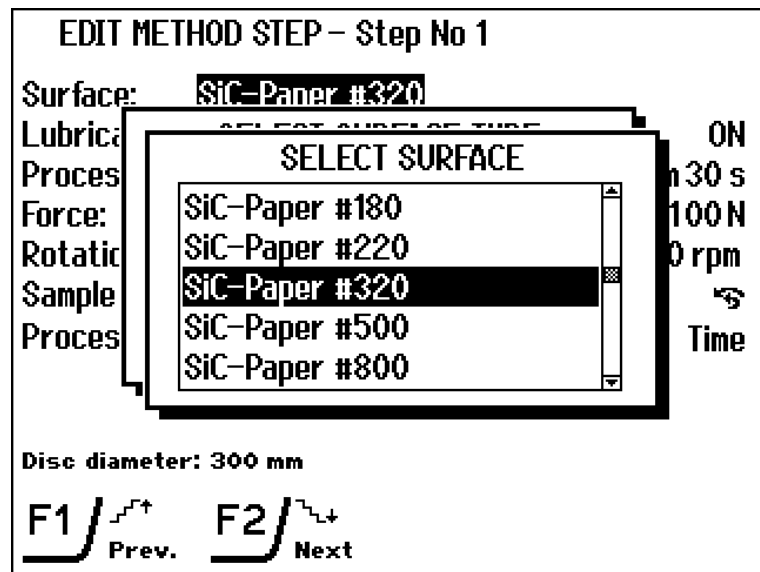 EDIT METHOD STEP – Step No 1
Surface: SiC-Paper #320
Lubrica ON
SELECT SURFACE
Proces 30 s
SiC-Paper #180
Force: 100 N
SiC-Paper #220
Rotatio 0 rpm
SiC-Paper #320
Sample
SiC-Paper #500
Proces Time
SiC-Paper #800
Disc diameter: 300 mm
F1 Prev. F2 Next